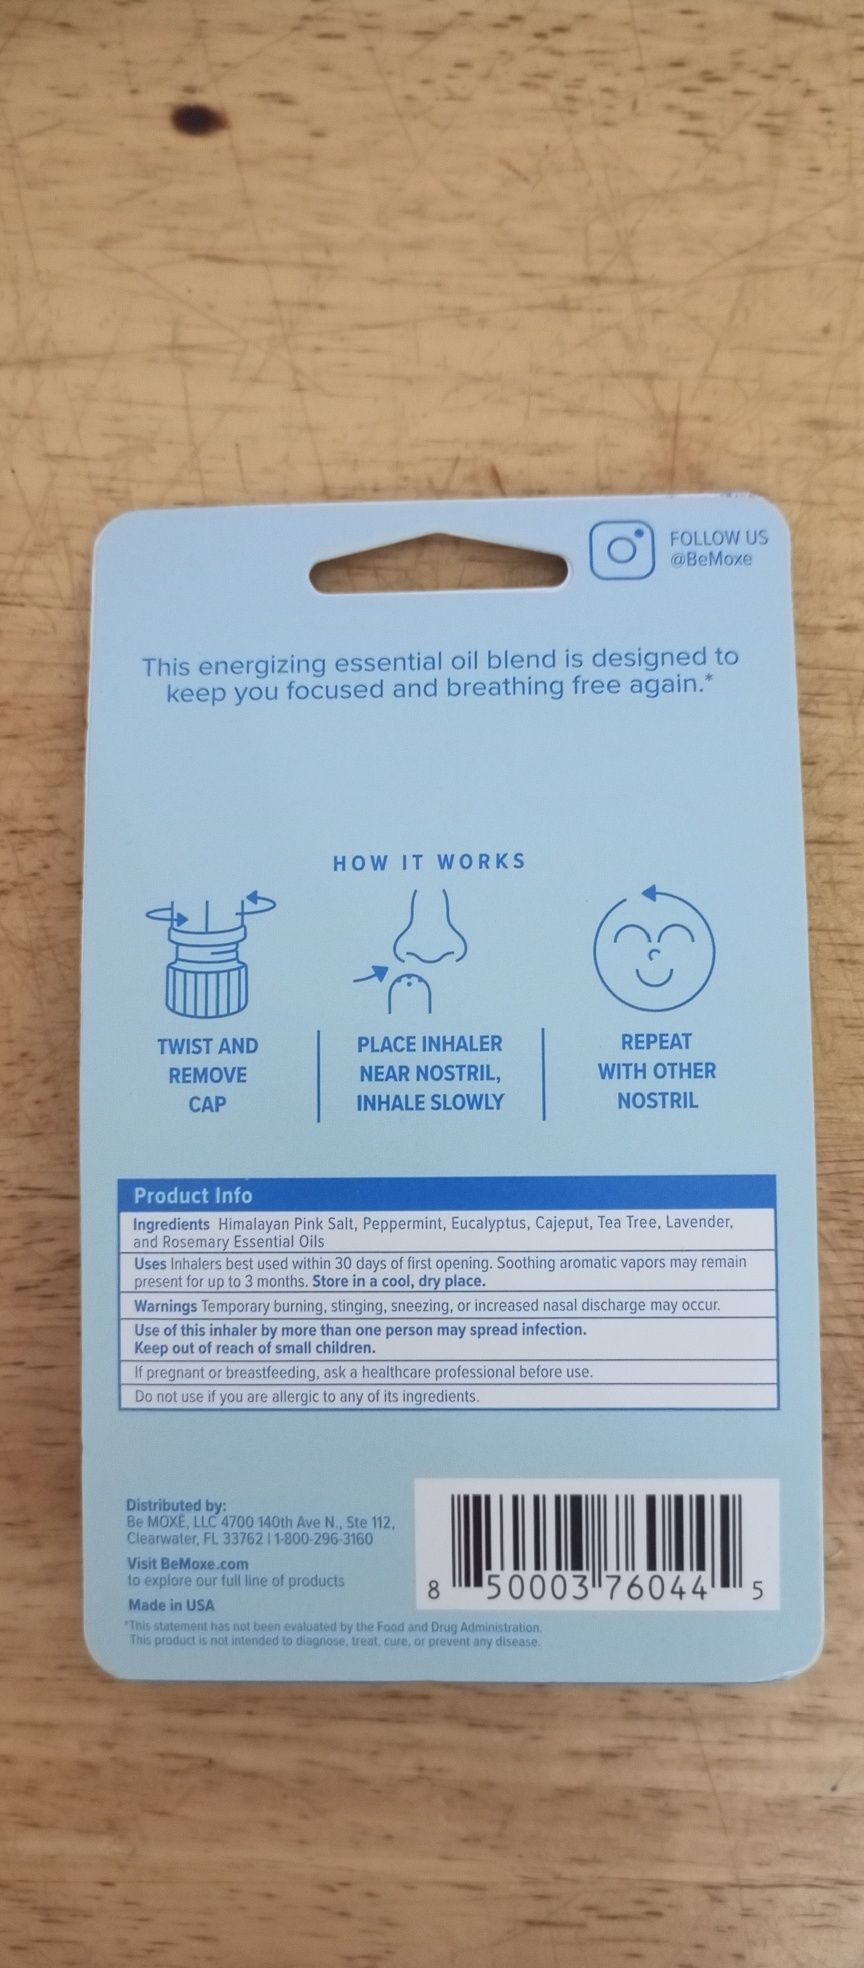 FOLLOW US
@BeMoxe
This energizing essential oil blend is designed to
keep you focused and breathing free again.*
HOW IT WORKS
TWIST AND
REMOVE
CAP
PLACE INHALER
NEAR NOSTRIL,
INHALE SLOWLY
REPEAT
WITH OTHER
NOSTRIL
Product Info
Ingredients Himalayan Pink Salt, Peppermint, Eucalyptus, Cajeput, Tea Tree, Lavender,
and Rosemary Essential Oils
Uses Inhalers best used within 30 days of first opening. Soothing aromatic vapors may remain
present for up to 3 months. Store in a cool, dry place.
Warnings Temporary burning, stinging, sneezing, or increased nasal discharge may occur.
Use of this inhaler by more than one person may spread infection.
Keep out of reach of small children.
If pregnant or breastfeeding, ask a healthcare professional before use.
Do not use if you are allergic to any of its ingredients.
Distributed by:
Be MOXĒ, LLC 4700 140th Ave N., Ste 112,
Clearwater, FL 33762 | 1-800-296-3160
Visit BeMoxe.com
to explore our full line of products
Made in USA
8 50003 76044 5
*This statement has not been evaluated by the Food and Drug Administration.
This product is not intended to diagnose, treat, cure, or prevent any disease.